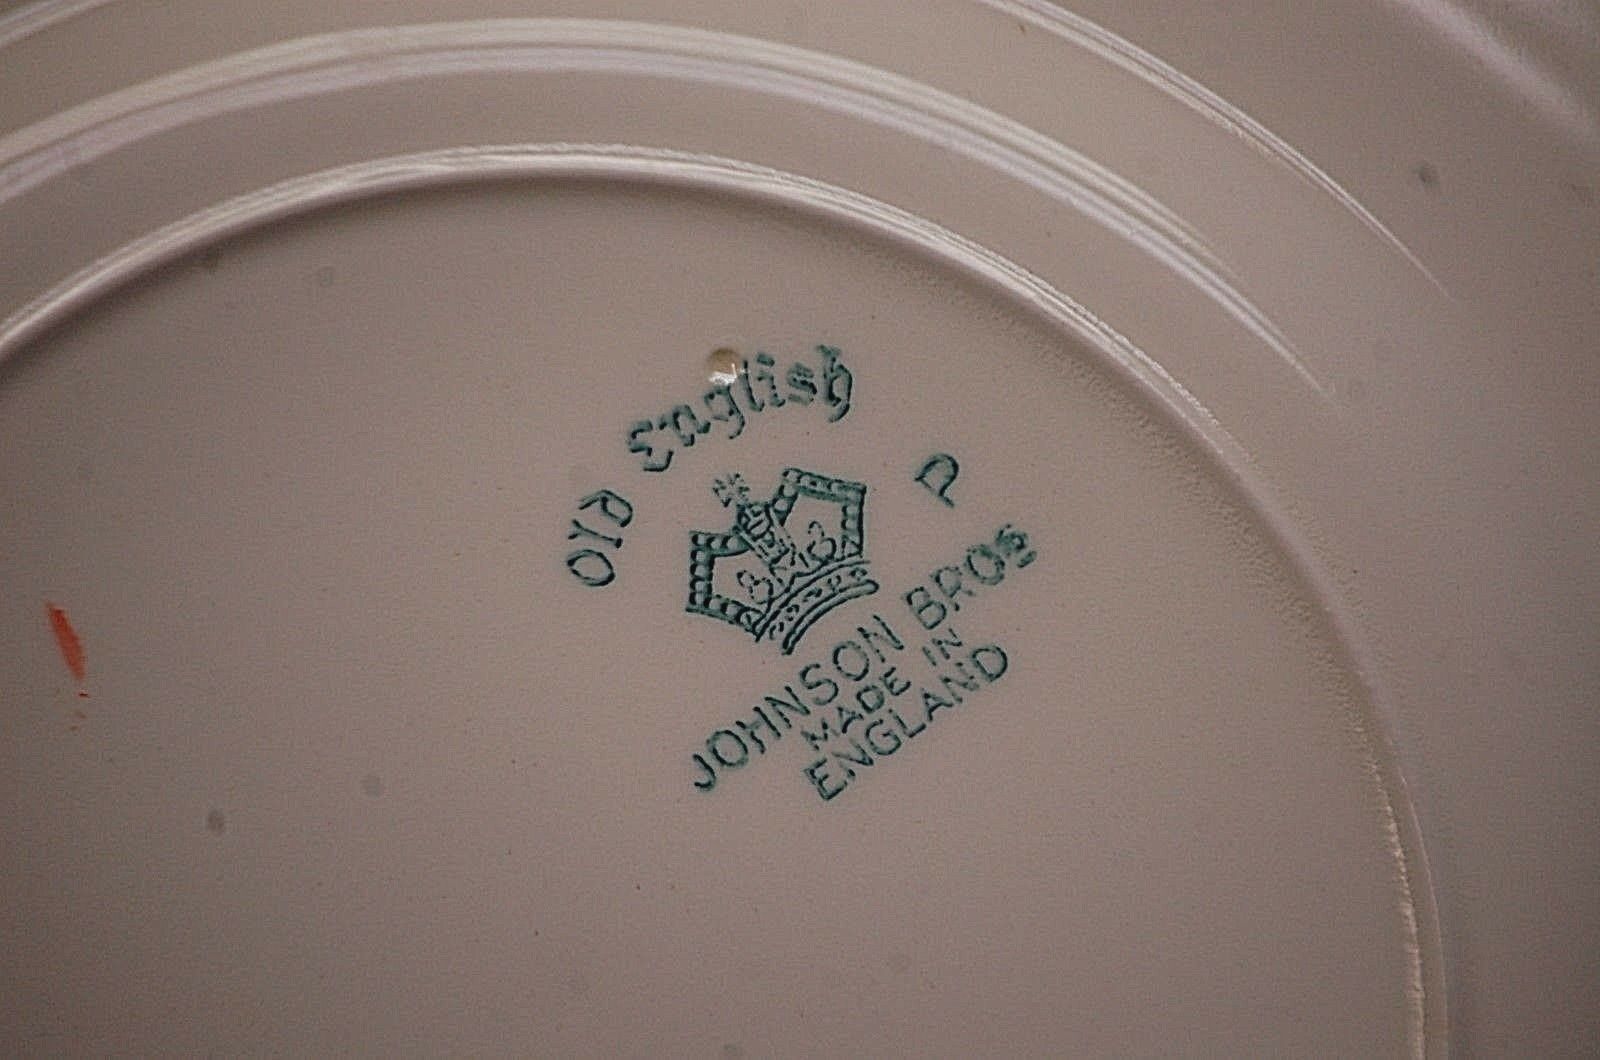 Old English
P
JOHNSON BROS
MADE IN
ENGLAND